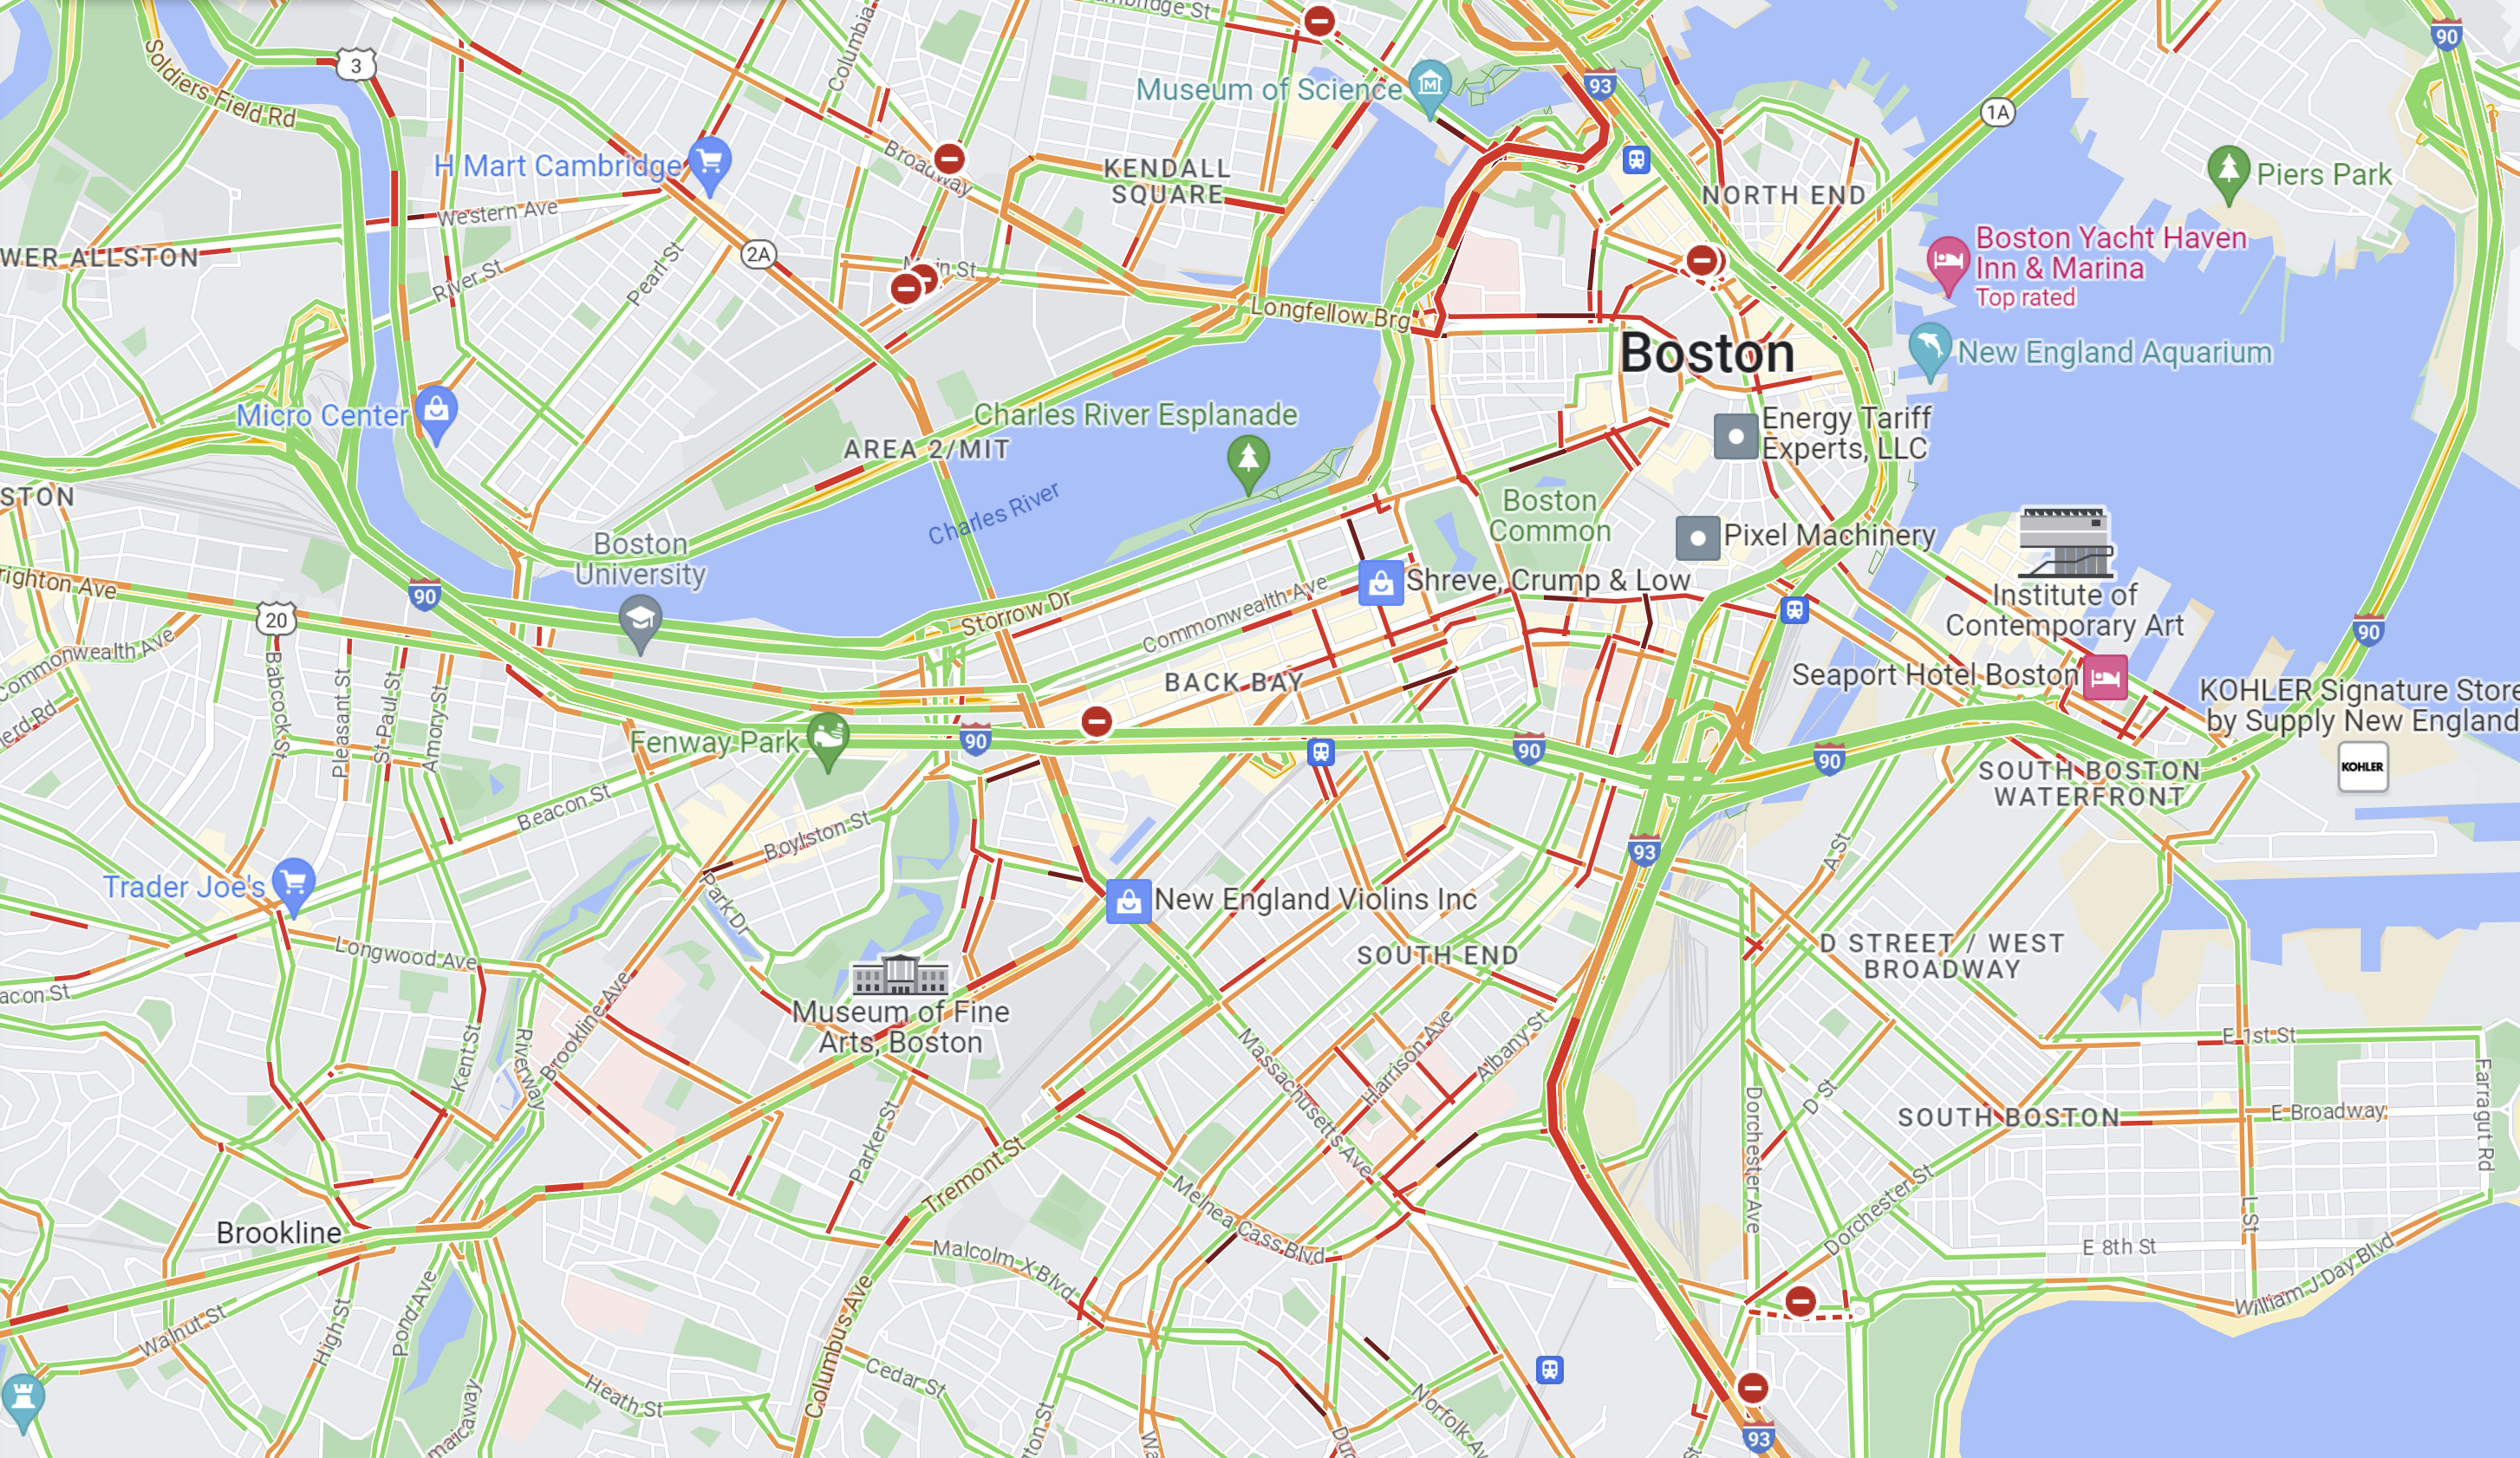 Cambridge St
Columbia
3
Soldiers Field Rd
90
93
Museum of Science
1A
H Mart Cambridge
Broadway
KENDALL
SQUARE
NORTH END
Piers Park
Western Ave
Boston Yacht Haven
Inn & Marina
Top rated
WER ALLSTON
River St
Pearl St
2A
Main St
Longfellow Brg
Boston
New England Aquarium
Micro Center
Charles River Esplanade
Energy Tariff
Experts, LLC
AREA 2/MIT
STON
Charles River
Boston
Common
Pixel Machinery
Boston
University
righton Ave
90
20
Storrow Dr
Commonwealth Ave
Shreve, Crump & Low
Institute of
Contemporary Art
90
Commonwealth Ave
Babcock St
Pleasant St
St Paul St
Amory St
BACK BAY
Seaport Hotel Boston
KOHLER Signature Store
by Supply New England
erd Rd
Fenway Park
90
90
90
KOHLER
SOUTH BOSTON
WATERFRONT
Beacon St
Boylston St
93
A St
Trader Joe's
Park Dr
New England Violins Inc
Longwood Ave
SOUTH END
D STREET / WEST
BROADWAY
acon St
Kent St
Riverway
Brookline Ave
Museum of Fine
Arts, Boston
Massachusetts Ave
Harrison Ave
Albany St
E 1st St
Farragut Rd
Dorchester Ave
D St
SOUTH BOSTON
E Broadway
Parker St
Tremont St
Melnea Cass Blvd
Dorchester St
L St
Brookline
Malcolm X Blvd
E 8th St
William J Day Blvd
Walnut St
High St
Pond Ave
Columbus Ave
Cedar St
Heath St
maicaway
ton St
Wa
Norfolk Av
93